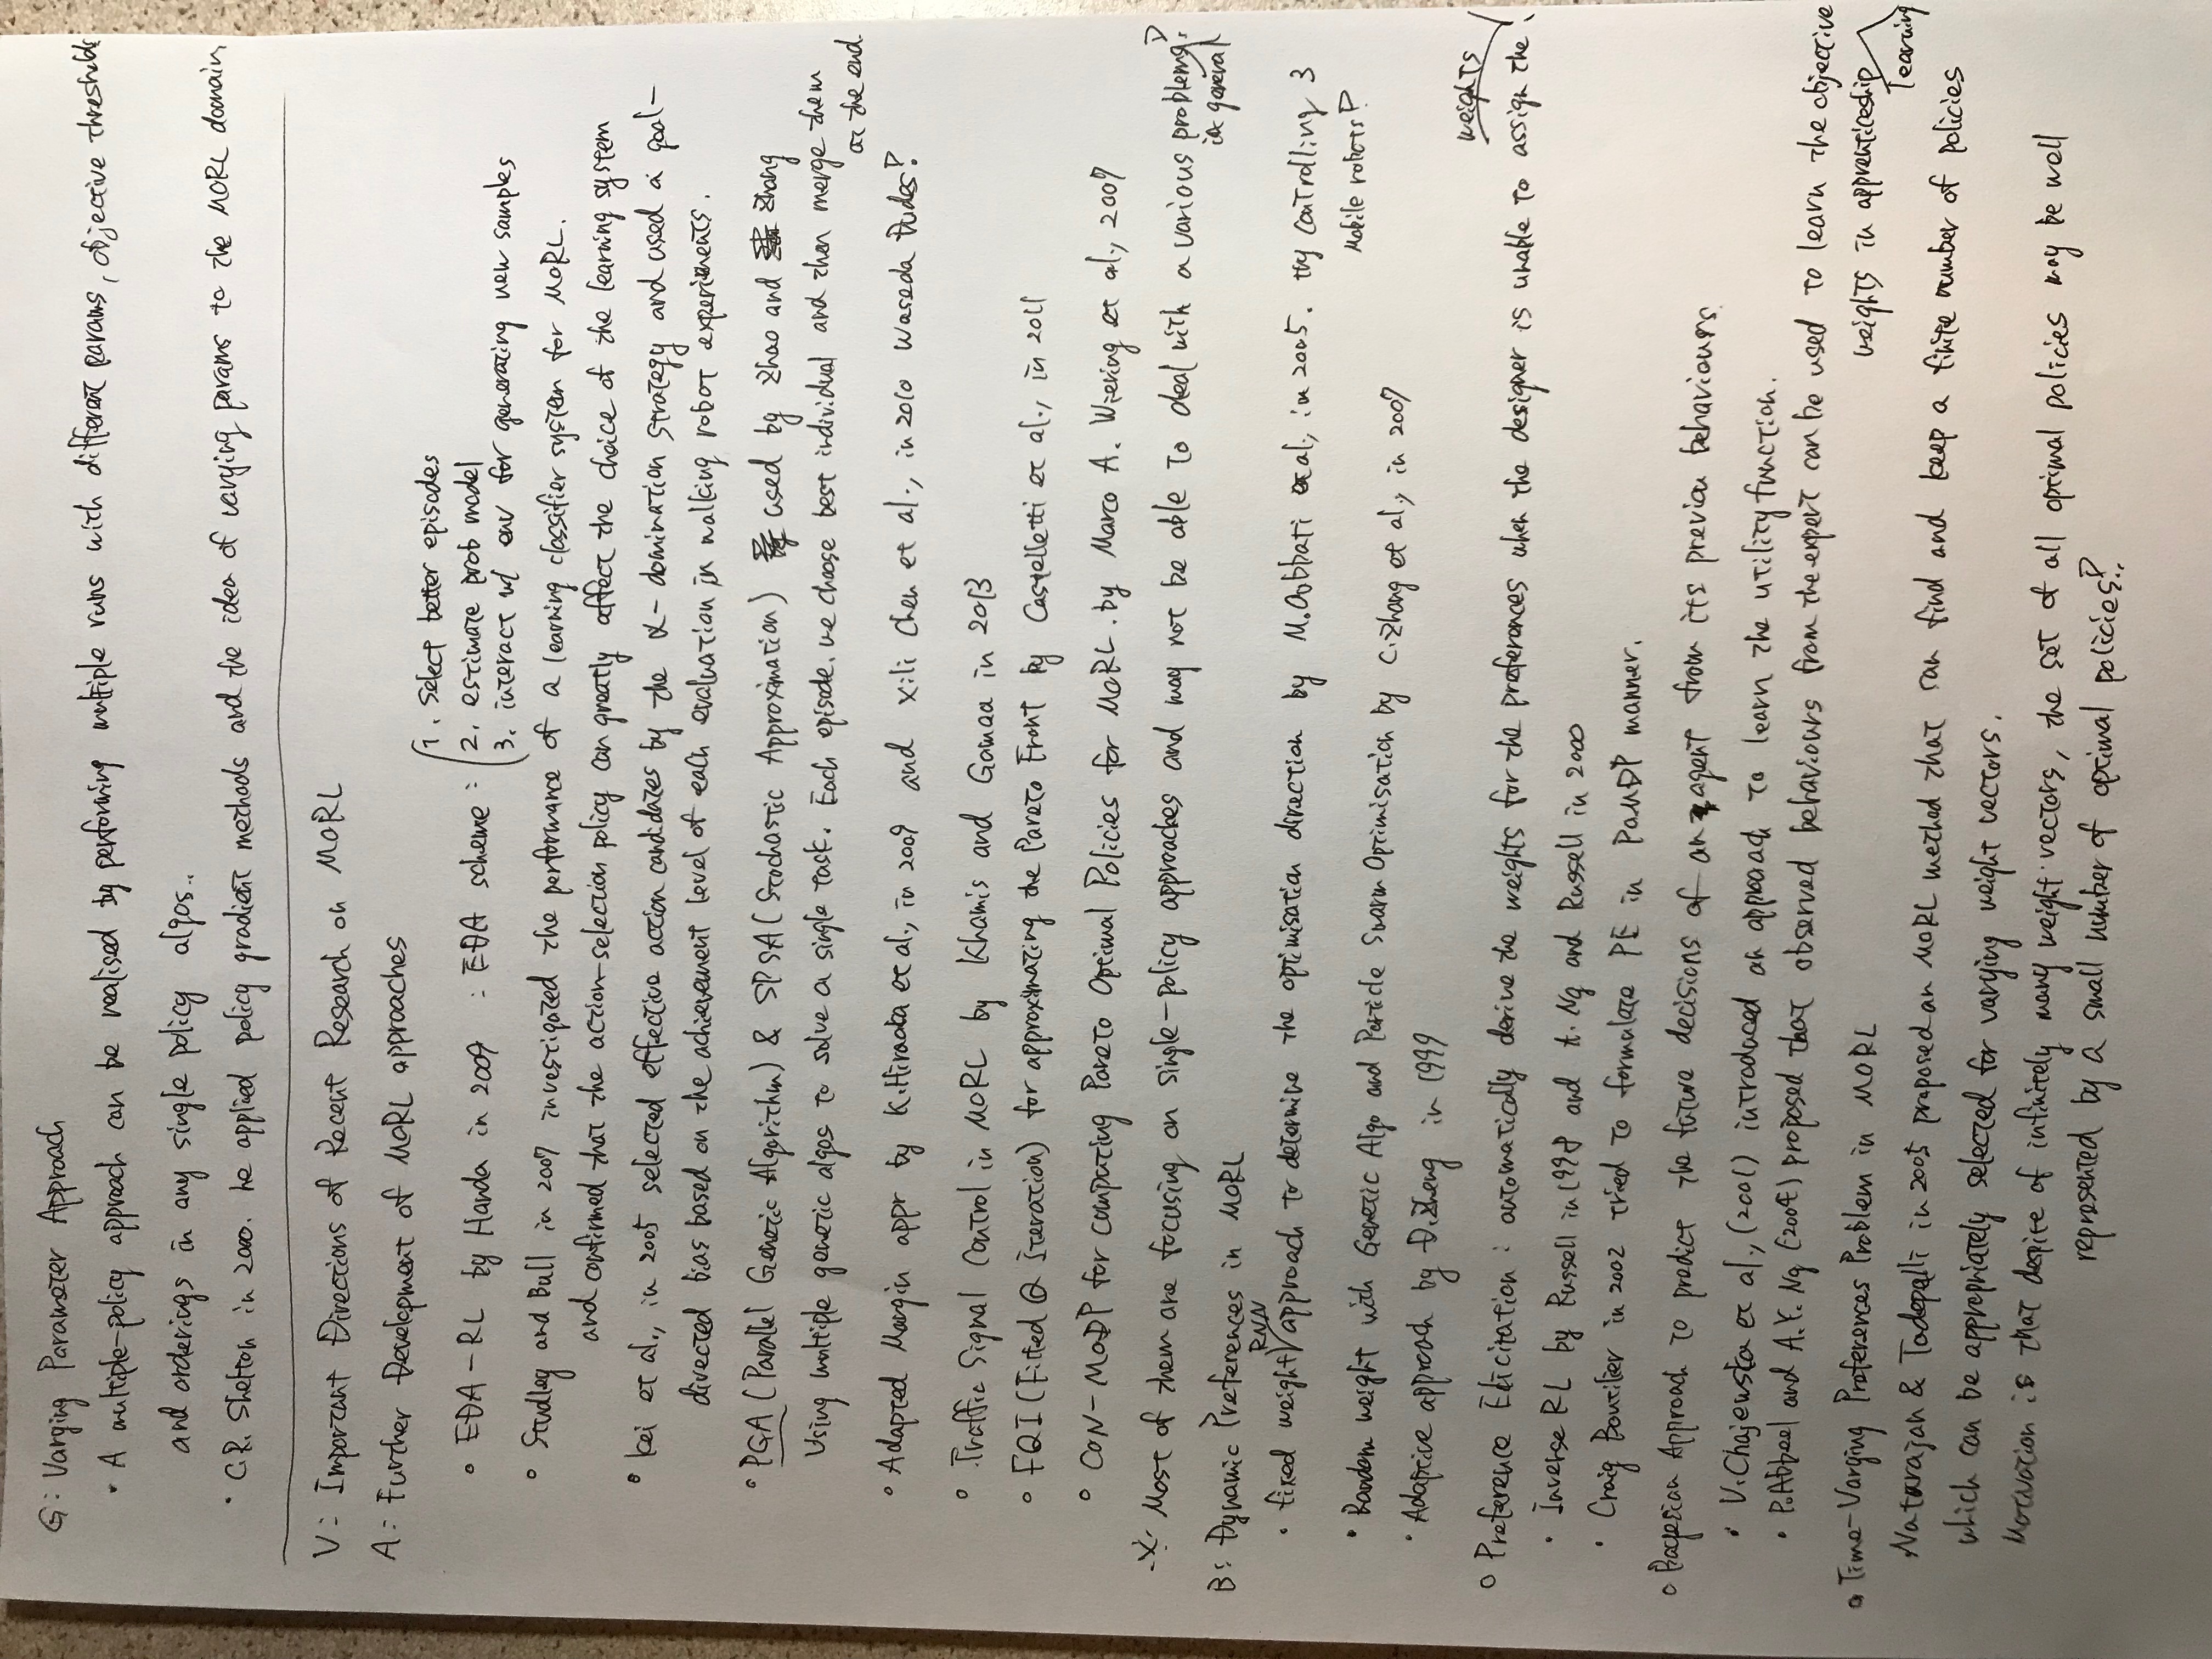 G: Varying Parameter Approach
• A multiple-policy approach can be realised by performing multiple runs with different params, objective thresholds
and orderings in any single policy algos..
• C.R. Shelton in 2000. he applied policy gradient methods and the idea of varying params to the MORL domain,
V: Important Directions of Recent Research on MORL
A: Further Development of MORL approaches
◦ EDA-RL by Handa in 2009 : EDA scheme :
1. Select better episodes
2. estimate prob model
3. interact w/ env for generating new samples
◦ Studley and Bull in 2007 investigated the performance of a learning classifier system for MORL.
and confirmed that the action-selection policy can greatly affect the choice of the learning system
◦ Kei et al., in 2005 selected effective action candidates by the α-domination strategy and used a goal-
directed bias based on the achievement level of each evaluation in walking robot experiments.
◦ PGA (Parallel Genetic Algorithm) & SPSA (Stochastic Approximation) used by Zhao and Zhang
Using multiple genetic algos to solve a single task. Each episode, we choose best individual and then merge them
at the end.
◦ Adapted Margin appr by K.Hiraoka et al., in 2009 and Xili Chen et al., in 2010 Waseda Dudes!?
◦ Traffic Signal Control in MORL by Khamis and Gomaa in 2013
◦ FQI (Fitted Q Iteration) for approximating the Pareto Front by Castelletti et al., in 2011
◦ CON-MODP for computing Pareto Optimal Policies for MORL. by Marco A. Wiering et al., 2007
※ Most of them are focusing on single-policy approaches and may not be able to deal with a various problems!?
in general
B: Dynamic Preferences in MORL
RNN
• fixed weight approach to determine the optimisation direction by M.Oubbati et al., in 2005. try controlling 3
Mobile robots!?
• Random weight with Genetic Algo and Particle Swarm Optimisation by C.Zhang et al., in 2007
• Adaptive approach by D.Zheng in 1999
weights
◦ Preference Elicitation : automatically derive the weights for the preferences when the designer is unable to assign the.
• Inverse RL by Russell in 1998 and A. Ng and Russell in 2000
• Craig Boutilier in 2002 tried to formulate PE in POMDP manner.
◦ Bayesian Approach to predict the future decisions of an agent from its previou behaviours.
• V.Chajewska et al., (2001) introduced an approach to learn the utility function.
• P.Abbeel and A.Y. Ng (2004) proposed that observed behaviours from the expert can be used to learn the objective
weights in apprenticeship
learning
◦ Time-Varying Preferences Problem in MORL
Natarajan & Tadepalli in 2005 proposed an MORL method that can find and keep a finite number of policies
which can be appropriately selected for varying weight vectors.
Motivation is that despite of infinitely many weight vectors, the set of all optimal policies may be well
represented by a small number of optimal policies!?